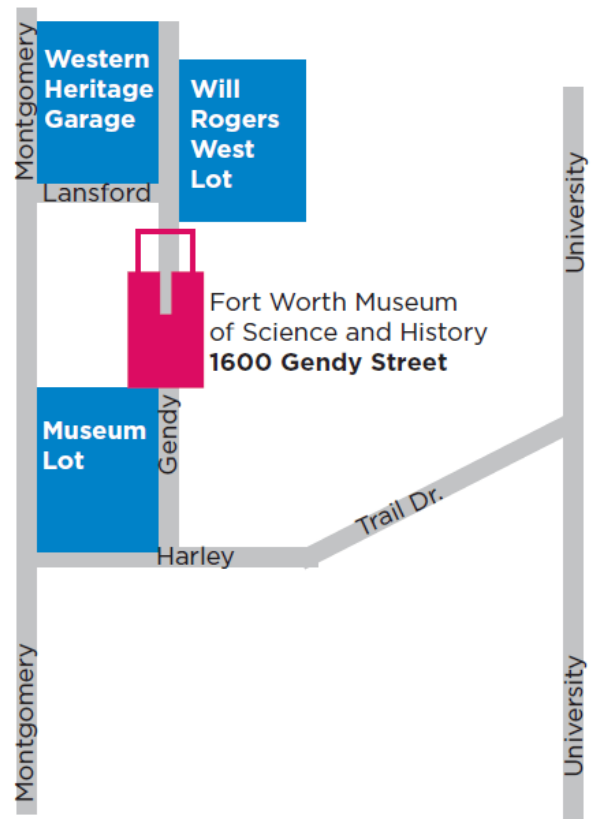 Montgomery
Western
Heritage
Garage
Will
Rogers
West
Lot
Lansford
University
Fort Worth Museum
of Science and History
1600 Gendy Street
Museum
Lot
Gendy
Trail Dr.
Harley
Montgomery
University